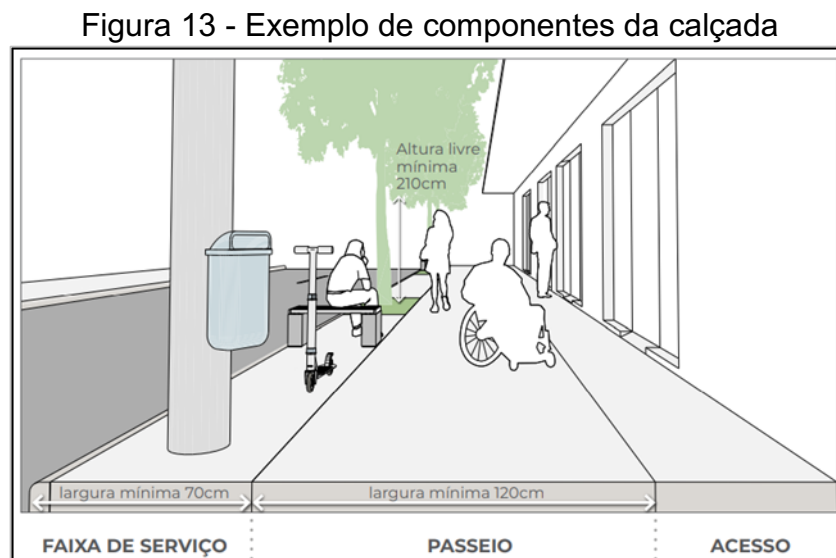 Figura 13 - Exemplo de componentes da calçada
Altura livre
mínima
210cm
largura mínima 70cm
largura mínima 120cm
FAIXA DE SERVIÇO
PASSEIO
ACESSO